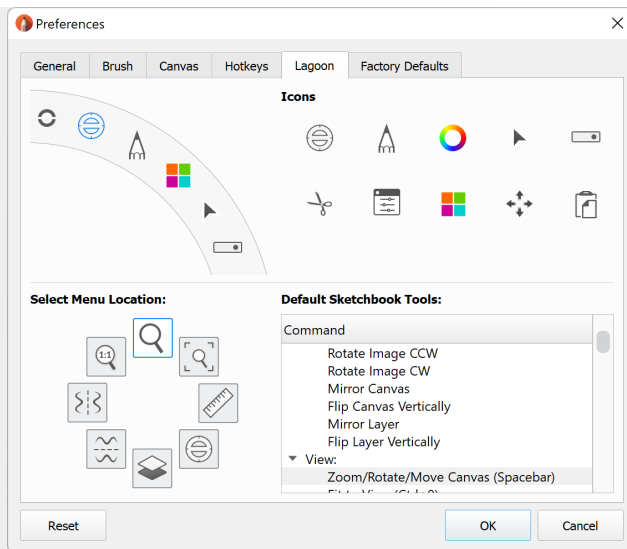 Preferences
General Brush Canvas Hotkeys Lagoon Factory Defaults
Icons
Select Menu Location:
1:1
Default Sketchbook Tools:
Command
Rotate Image CCW
Rotate Image CW
Mirror Canvas
Flip Canvas Vertically
Mirror Layer
Flip Layer Vertically
View:
Zoom/Rotate/Move Canvas (Spacebar)
Reset OK Cancel